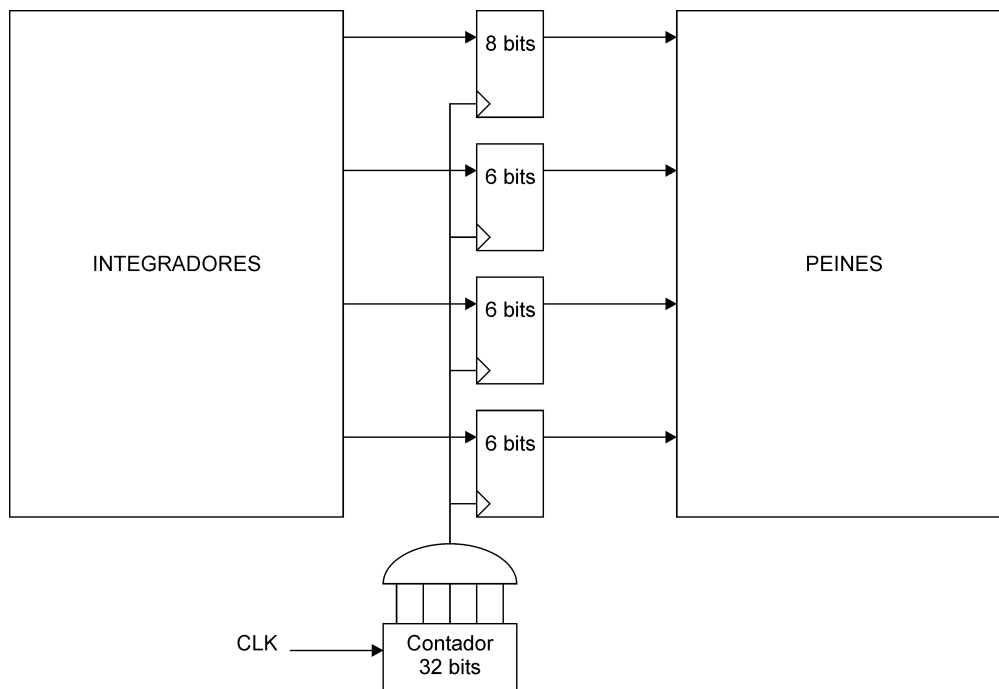 8 bits
6 bits
INTEGRADORES
PEINES
6 bits
6 bits
CLK
Contador
32 bits